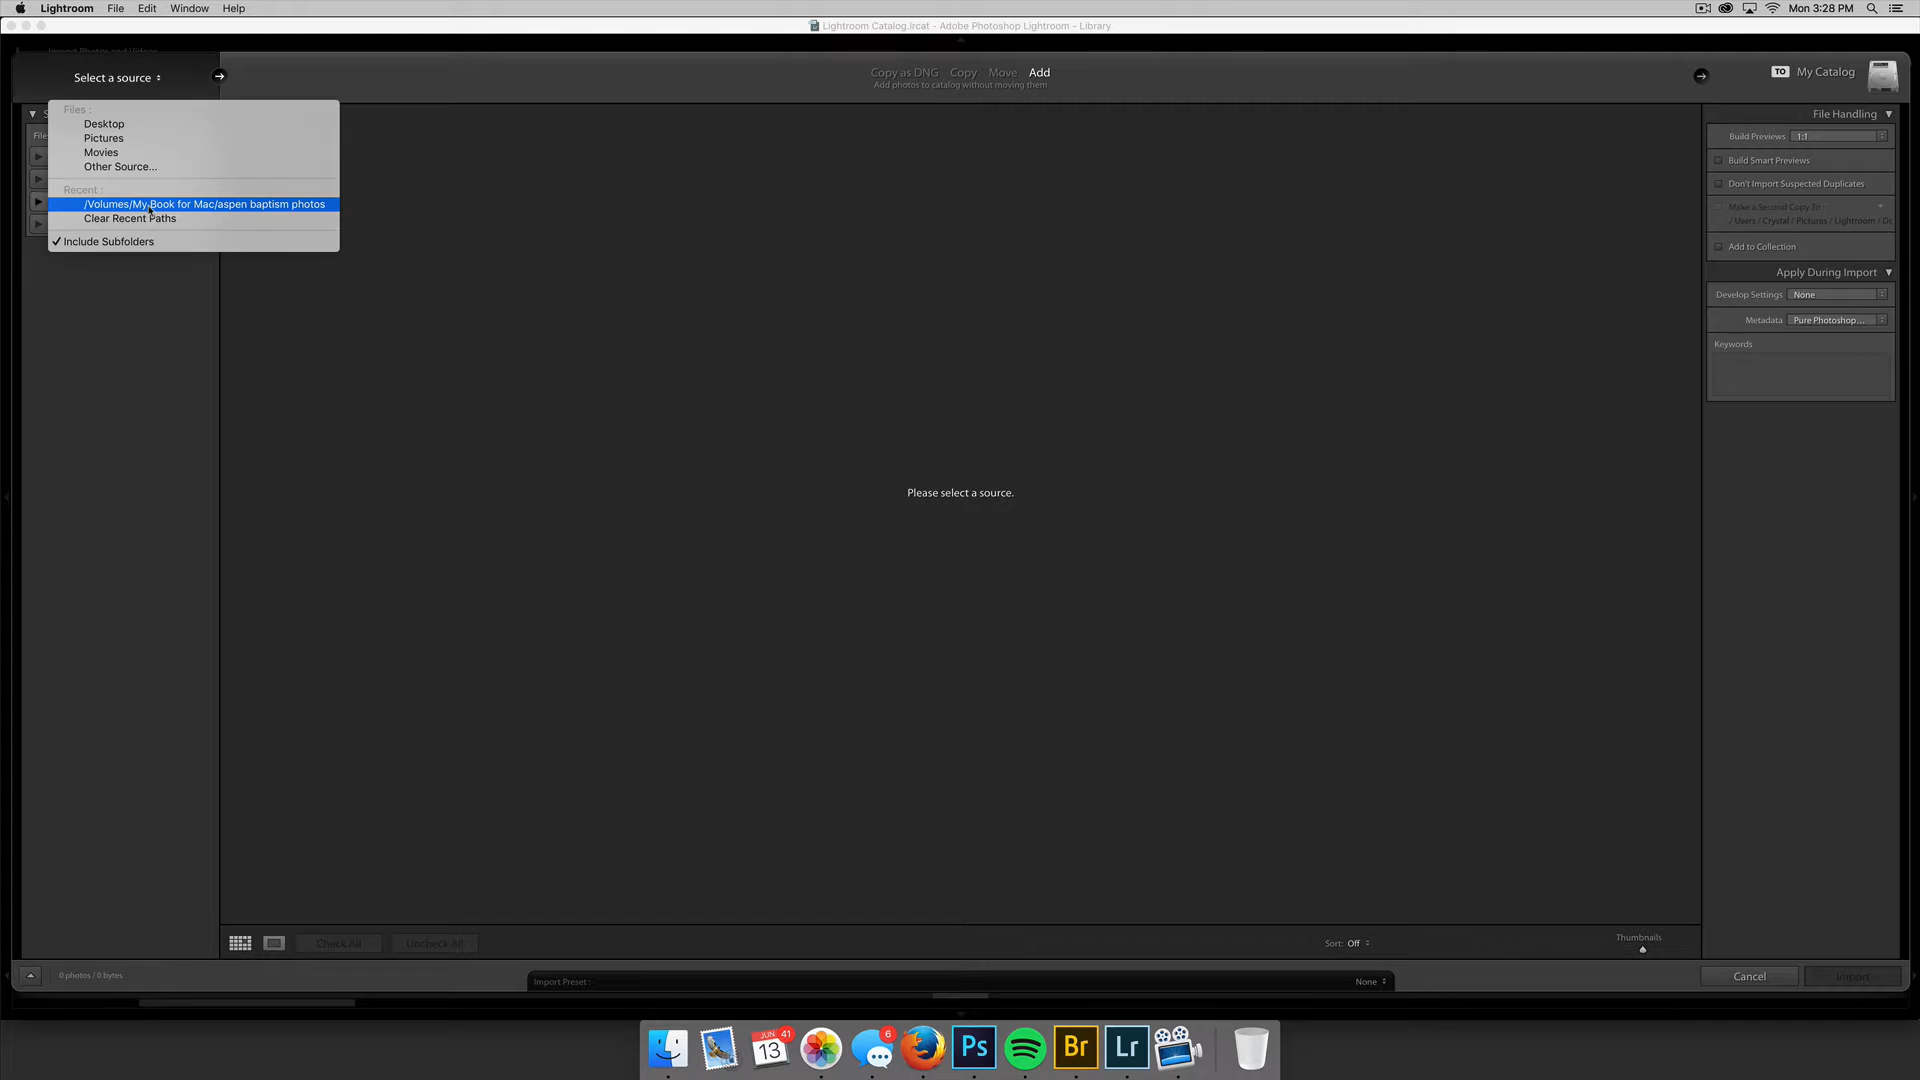 Lightroom File Edit Window Help
Mon 3:28 PM
Lightroom Catalog.lrcat - Adobe Photoshop Lightroom - Library
Import Photos and Videos
Select a source
Copy as DNG Copy Move Add
Add photos to catalog without moving them
TO My Catalog
Files :
Desktop
Pictures
Movies
Other Source...
Recent :
/Volumes/My Book for Mac/aspen baptism photos
Clear Recent Paths
✓ Include Subfolders
File Handling
Build Previews 1:1
Build Smart Previews
Don't Import Suspected Duplicates
Make a Second Copy To :
/ Users / Crystal / Pictures / Lightroom / Do
Add to Collection
Apply During Import
Develop Settings None
Metadata Pure Photoshop...
Keywords
Please select a source.
Check All Uncheck All
Sort: Off
Thumbnails
0 photos / 0 bytes
Import Preset : None
Cancel Import
JUN 41
13
6
Ps
Br
Lr